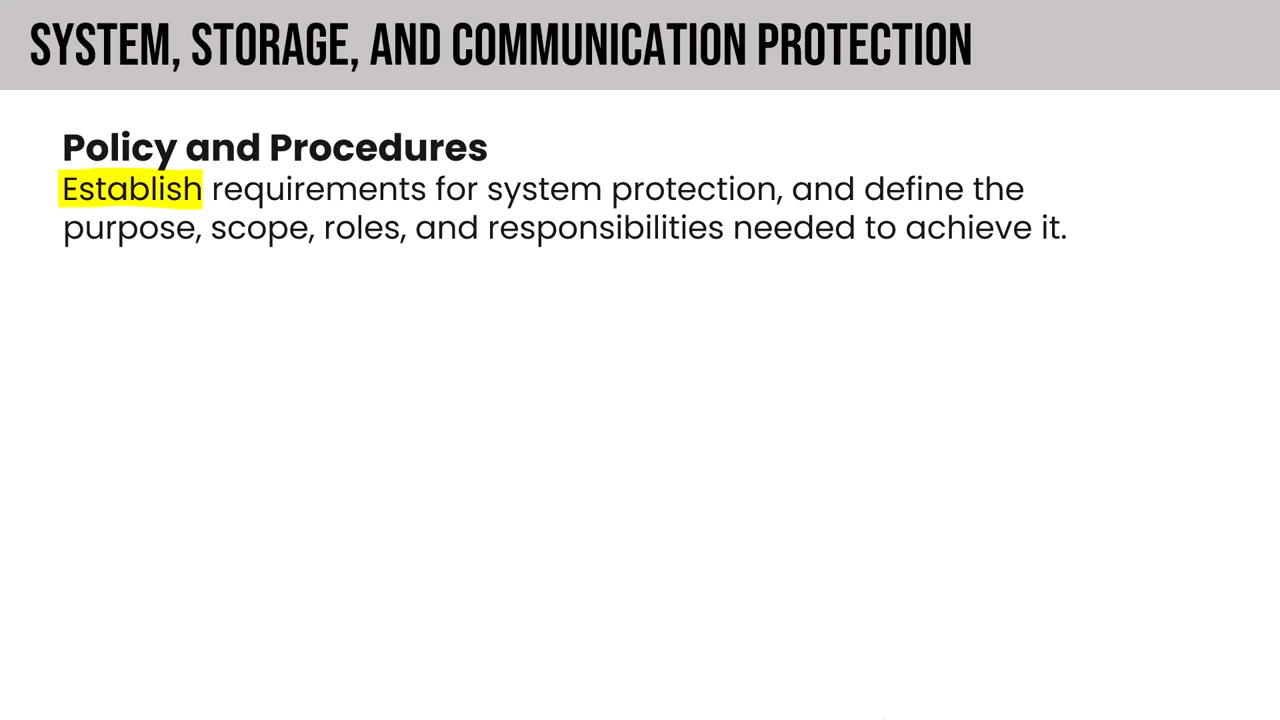 SYSTEM, STORAGE, AND COMMUNICATION PROTECTION
Policy and Procedures
Establish requirements for system protection, and define the
purpose, scope, roles, and responsibilities needed to achieve it.